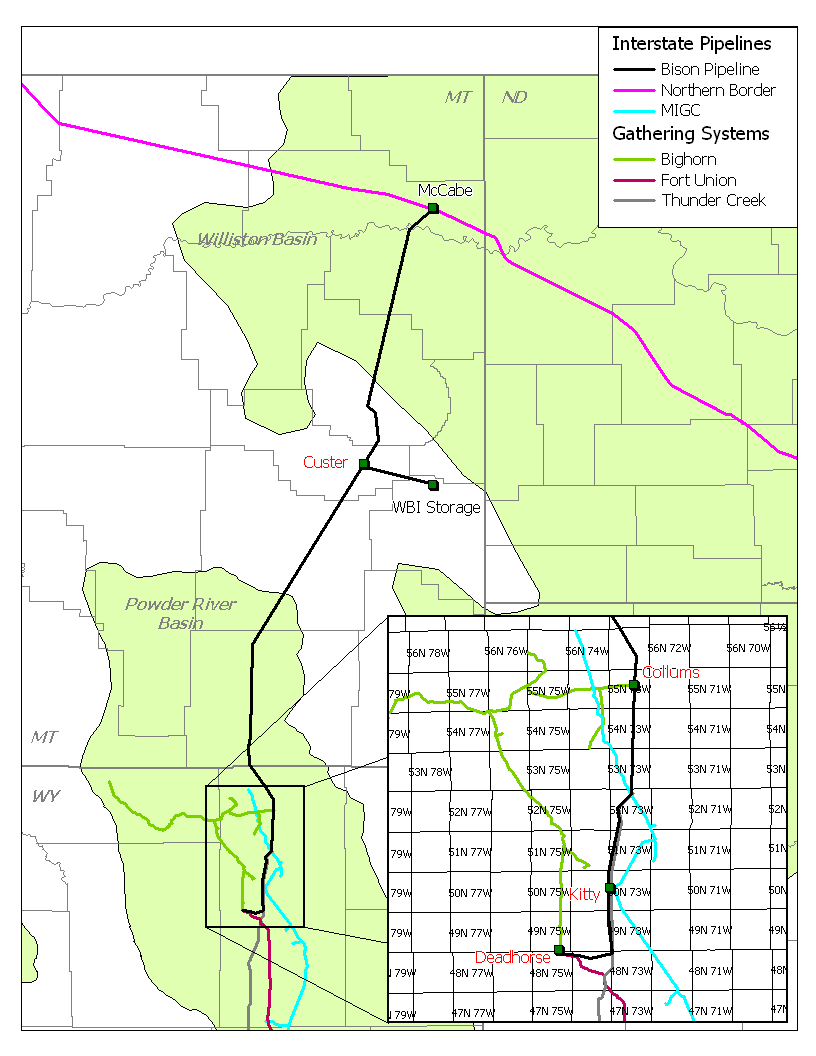 Interstate Pipelines
Bison Pipeline
Northern Border
MIGC
Gathering Systems
Bighorn
Fort Union
Thunder Creek
MT
ND
McCabe
Williston Basin
Custer
WBI Storage
Powder River
Basin
MT
WY
56N 78W
56N 76W
56N 74W
56N 72W
56N 70W
Collums
79W
55N 77W
55N 75W
55N 71W
55N
79W
54N 77W
54N 75W
54N 73W
54N 71W
54N
53N 78W
53N 75W
53N 73W
53N 71W
53N
79W
52N 77W
52N 75W
52N 71W
52N
79W
51N 77W
51N 75W
51N 71W
51N
79W
50N 77W
50N 75W
Kitty
50N 71W
50N
79W
49N 77W
49N 75W
49N 73W
49N 71W
49N
Deadhorse
79W
48N 77W
48N 75W
48N 73W
48N 71W
48N
79W
47N 77W
47N 75W
47N 73W
47N 71W
47N